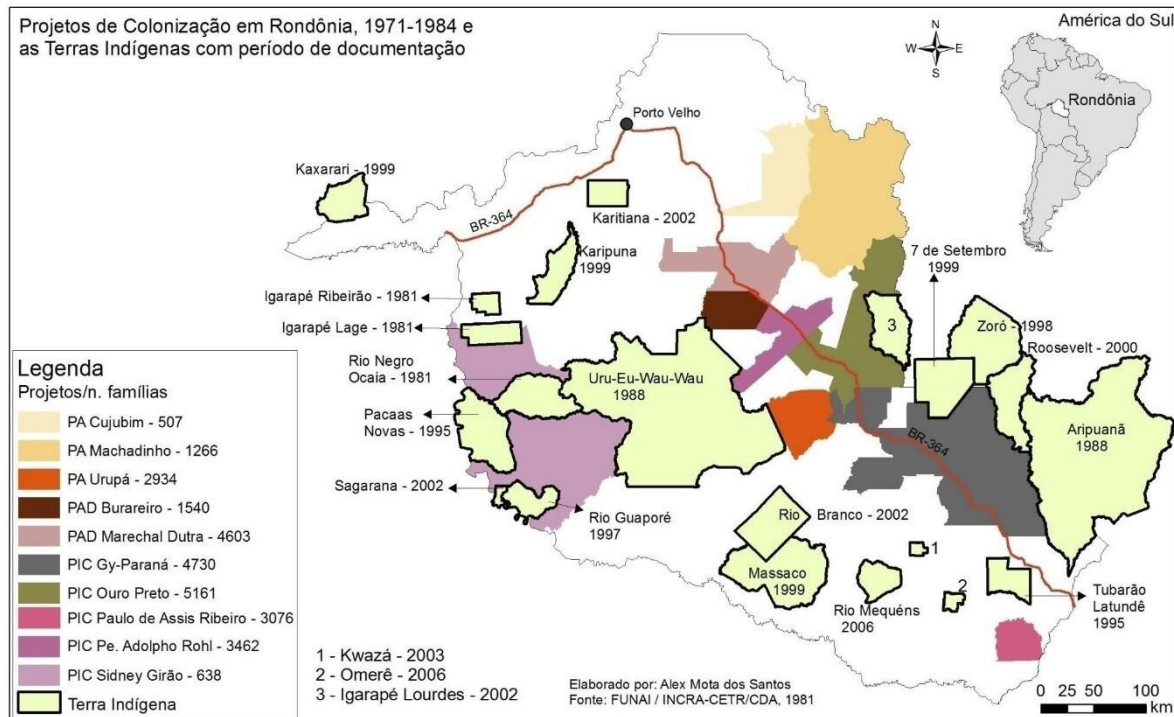 Projetos de Colonização em Rondônia, 1971-1984 e
as Terras Indígenas com período de documentação
N
W E
S
América do Sul
Rondônia
Porto Velho
Kaxarari - 1999
BR-364
Karitiana - 2002
Karipuna
1999
7 de Setembro
1999
Igarapé Ribeirão - 1981
Igarapé Lage - 1981
3
Zoró - 1998
Roosevelt - 2000
Rio Negro
Ocaia - 1981
Uru-Eu-Wau-Wau
1988
Pacaas
Novas - 1995
Aripuanã
1988
BR-364
Sagarana - 2002
Rio Guaporé
1997
Rio Branco - 2002
Massaco
1999
1
Rio Mequéns
2006
2
Tubarão
Latundê
1995
Legenda
Projetos/n. famílias
PA Cujubim - 507
PA Machadinho - 1266
PA Urupá - 2934
PAD Burareiro - 1540
PAD Marechal Dutra - 4603
PIC Gy-Paraná - 4730
PIC Ouro Preto - 5161
PIC Paulo de Assis Ribeiro - 3076
PIC Pe. Adolpho Rohl - 3462
PIC Sidney Girão - 638
Terra Indígena
1 - Kwazá - 2003
2 - Omerê - 2006
3 - Igarapé Lourdes - 2002
Elaborado por: Alex Mota dos Santos
Fonte: FUNAI / INCRA-CETR/CDA, 1981
0 25 50 100
km